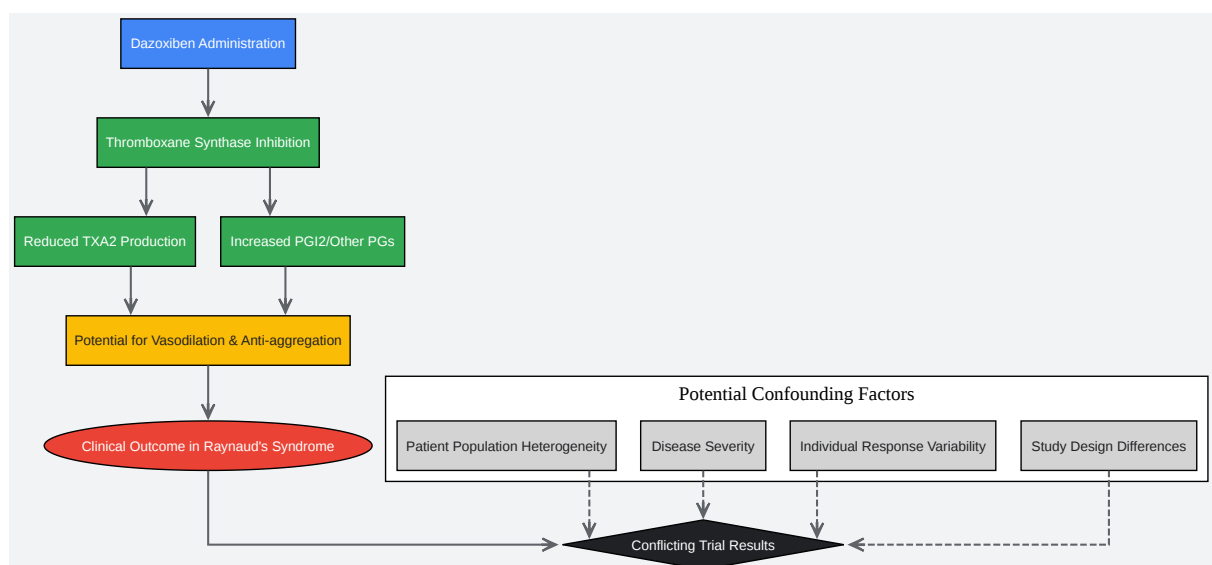 Dazoxiben Administration
Thromboxane Synthase Inhibition
Reduced TXA2 Production
Increased PGI2/Other PGs
Potential for Vasodilation & Anti-aggregation
Potential Confounding Factors
Clinical Outcome in Raynaud's Syndrome
Patient Population Heterogeneity
Disease Severity
Individual Response Variability
Study Design Differences
Conflicting Trial Results